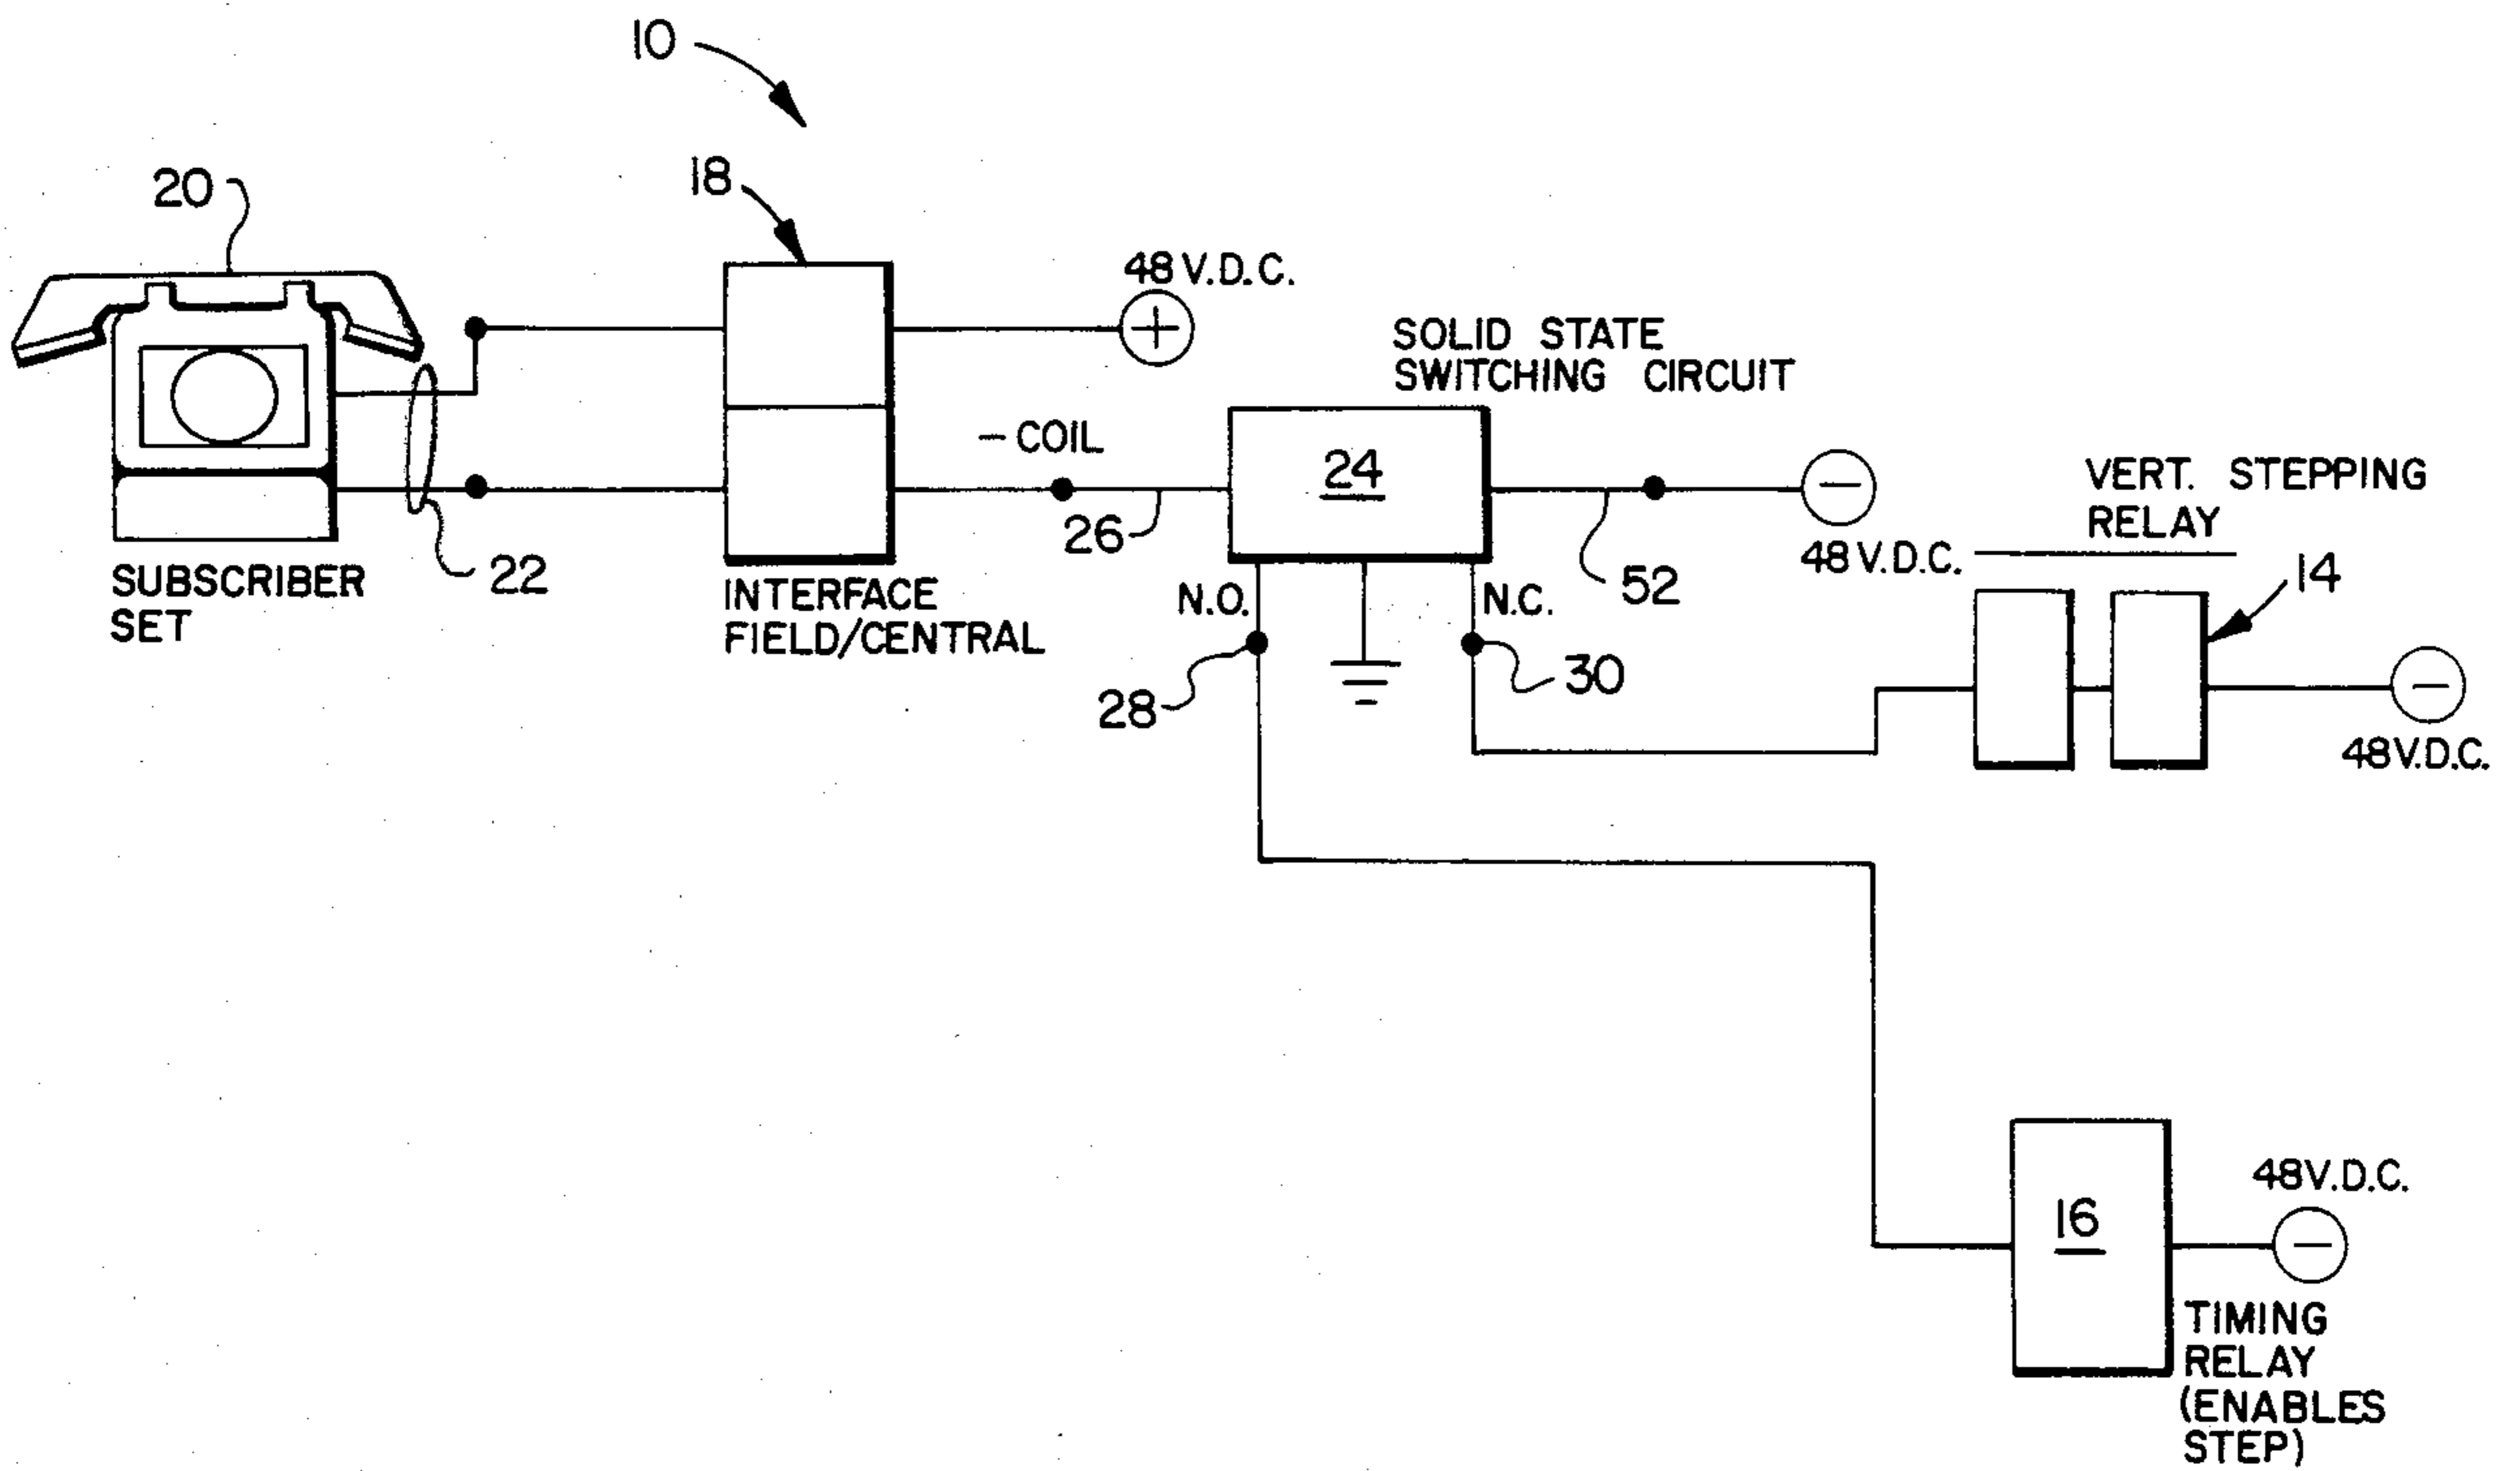 10
18
20
48 V.D.C.
SOLID STATE
SWITCHING CIRCUIT
- COIL
24
26
VERT. STEPPING
RELAY
48 V.D.C.
52
14
22
SUBSCRIBER
SET
INTERFACE
FIELD/CENTRAL
N.O.
N.C.
28
30
48V.D.C.
16
48V.D.C.
TIMING
RELAY
(ENABLES
STEP)